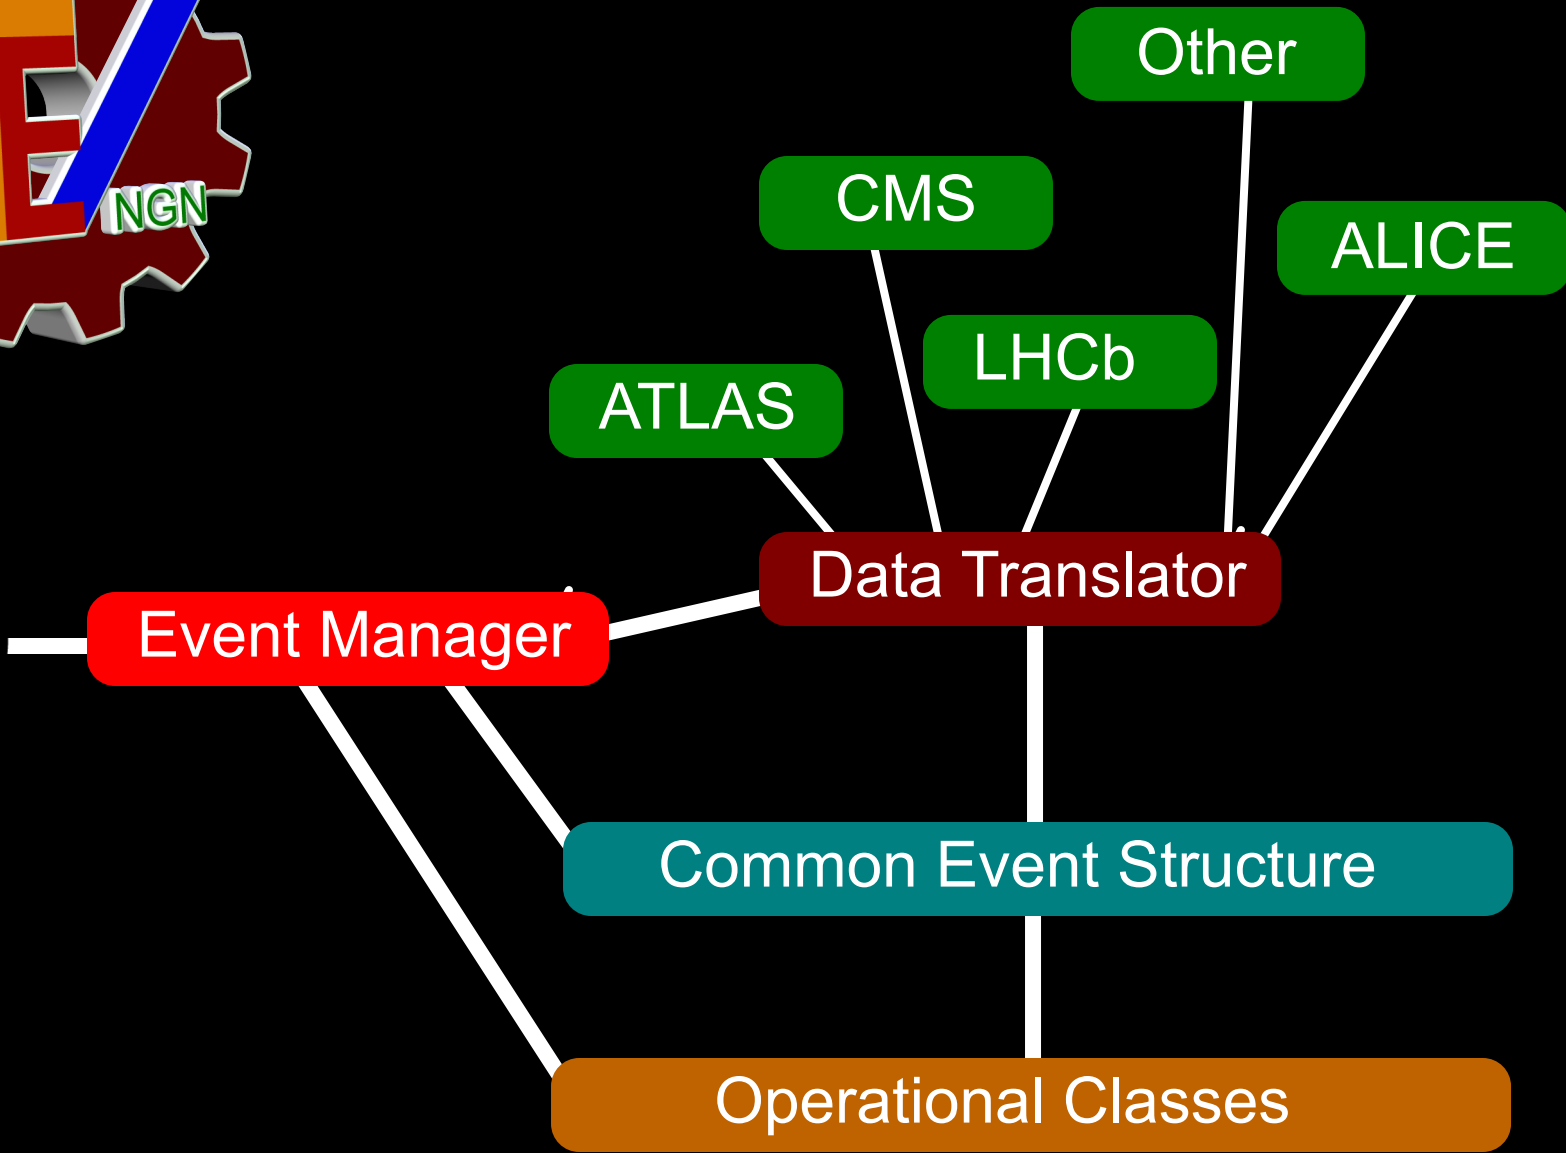 E
NGN
Other
CMS
ALICE
LHCb
ATLAS
Data Translator
Event Manager
Common Event Structure
Operational Classes